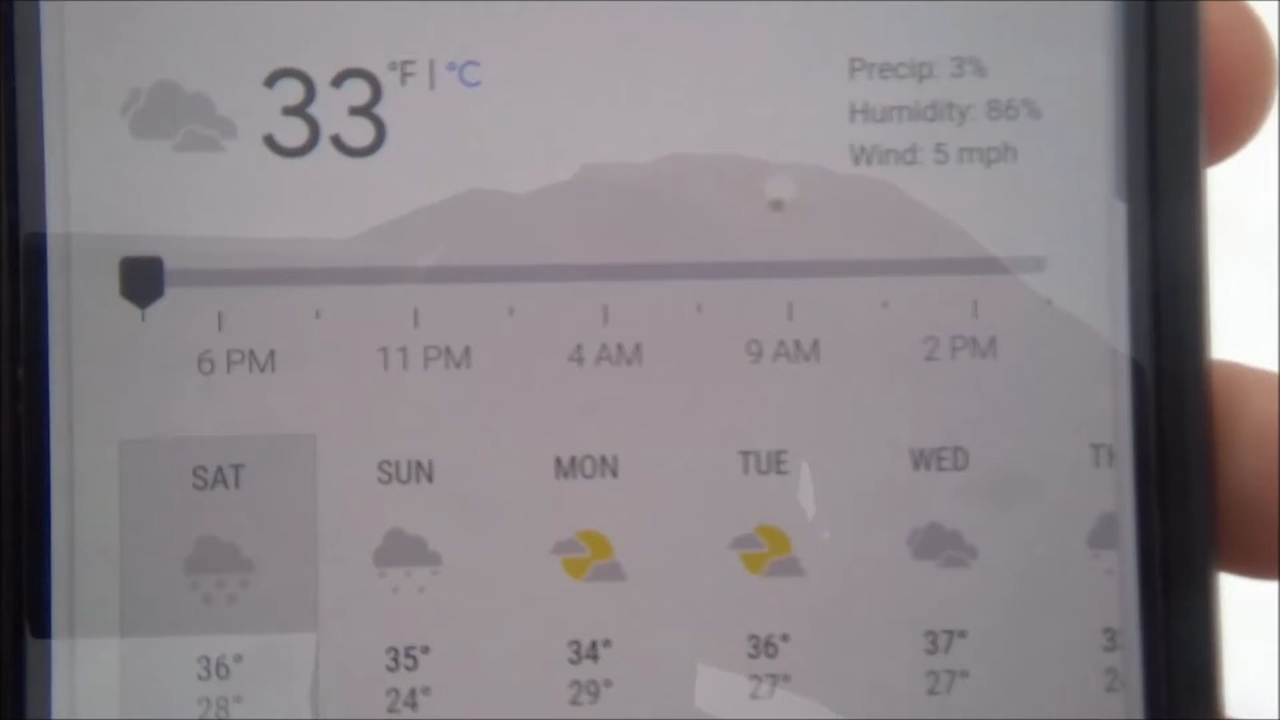 33 °F | °C
Precip: 3%
Humidity: 86%
Wind: 5 mph
6 PM 11 PM 4 AM 9 AM 2 PM
SAT SUN MON TUE WED
36° 35° 34° 36° 37°
28° 24° 29° 27° 27°